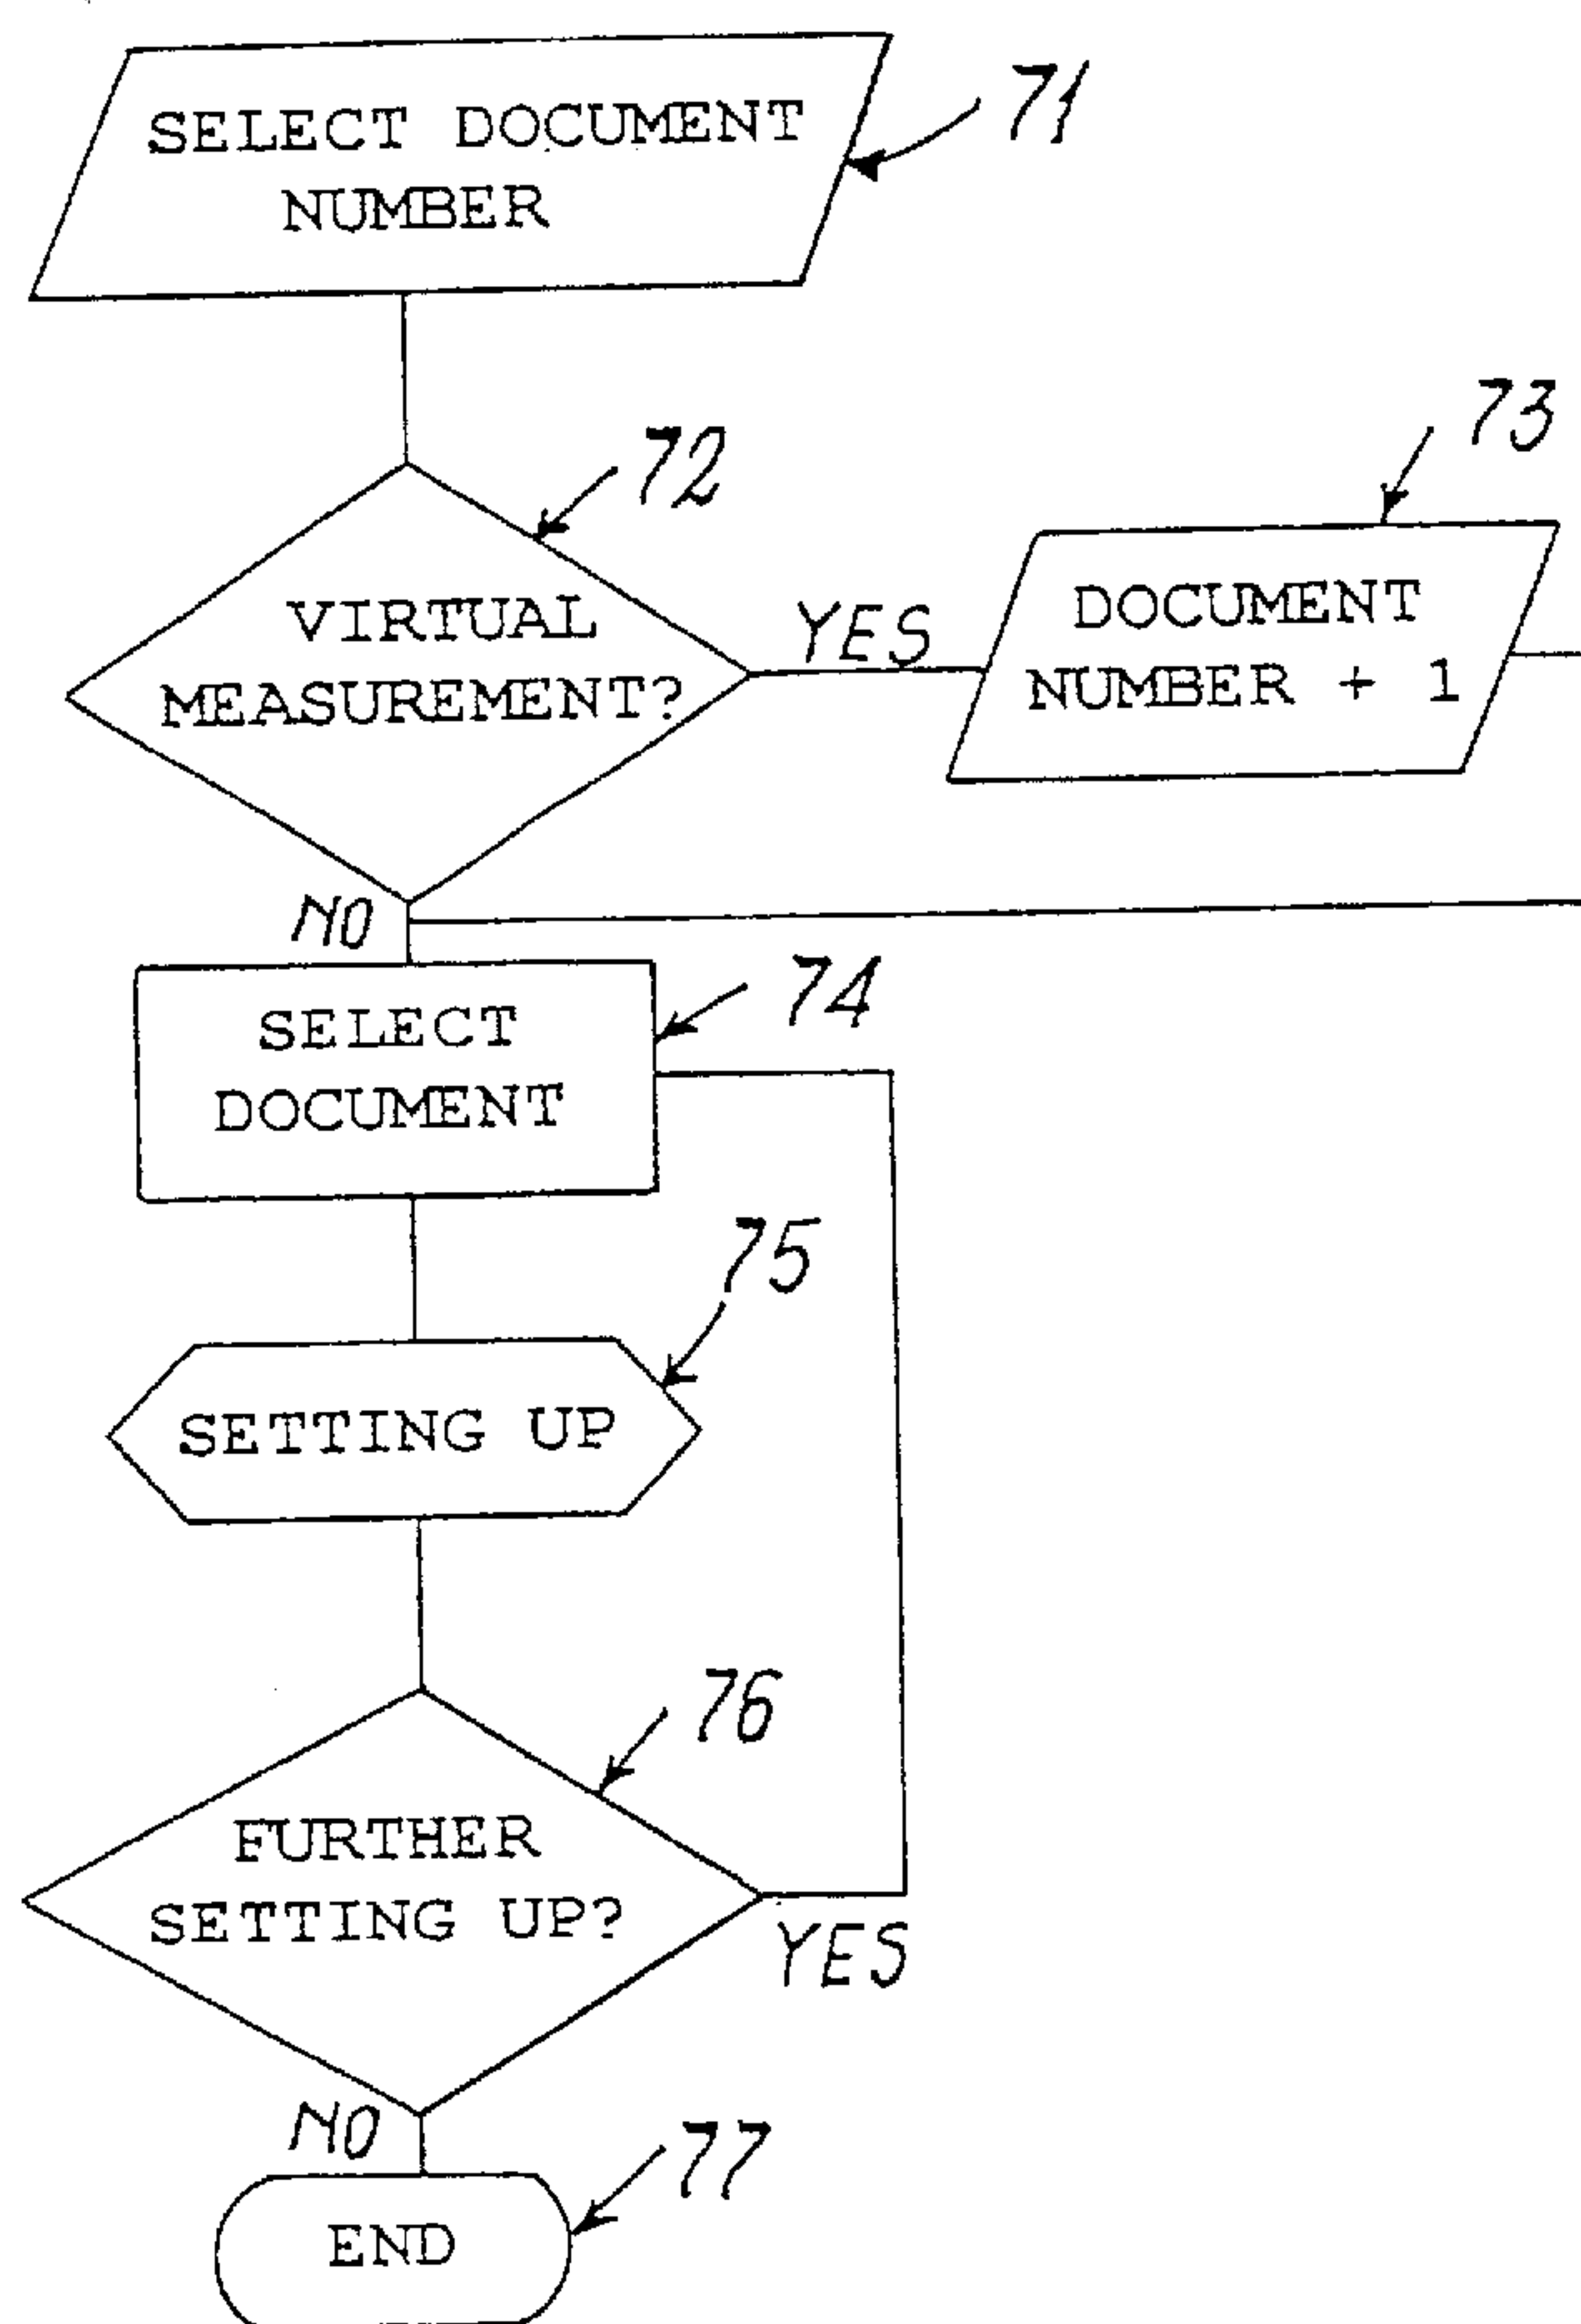 SELECT DOCUMENT
NUMBER
71
72
VIRTUAL
MEASUREMENT?
YES
73
DOCUMENT
NUMBER + 1
NO
74
SELECT
DOCUMENT
75
SETTING UP
76
FURTHER
SETTING UP?
YES
NO
77
END